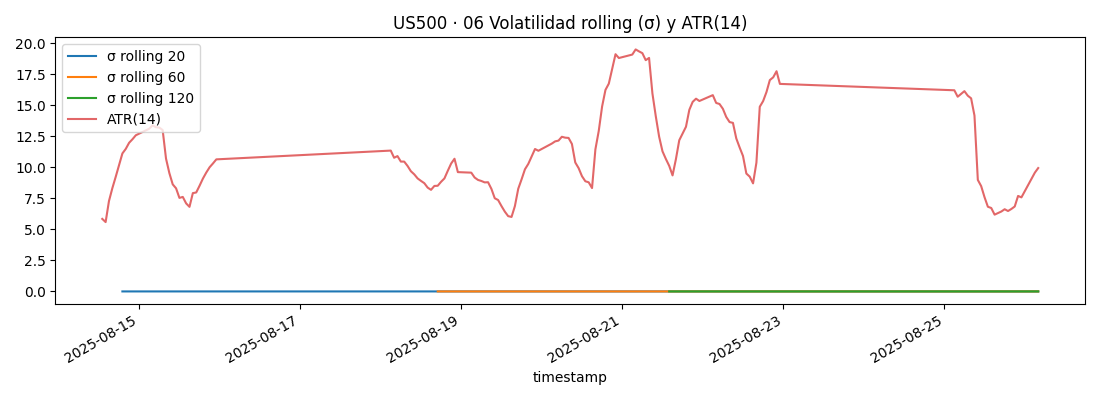 US500 · 06 Volatilidad rolling (σ) y ATR(14)
20.0
17.5
15.0
12.5
10.0
7.5
5.0
2.5
0.0
σ rolling 20
σ rolling 60
σ rolling 120
ATR(14)
2025-08-15
2025-08-17
2025-08-19
2025-08-21
2025-08-23
2025-08-25
timestamp